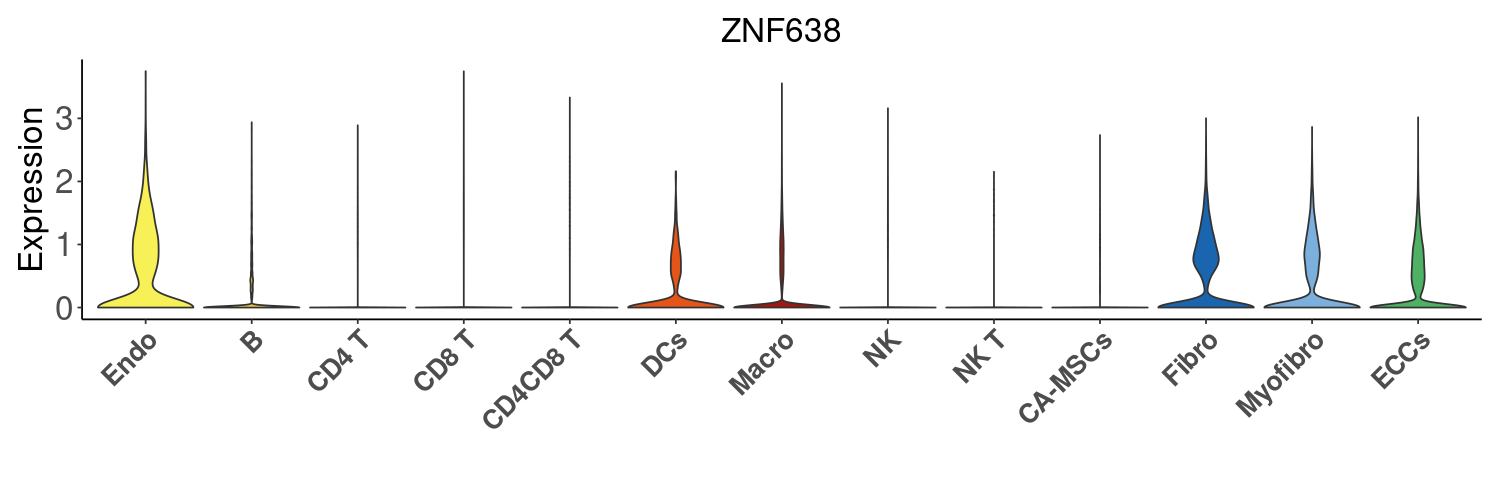 ZNF638
Expression
3
2
1
0
Endo
B
CD4 T
CD8 T
CD4CD8 T
DCs
Macro
NK
NK T
CA-MSCs
Fibro
Myofibro
ECCs